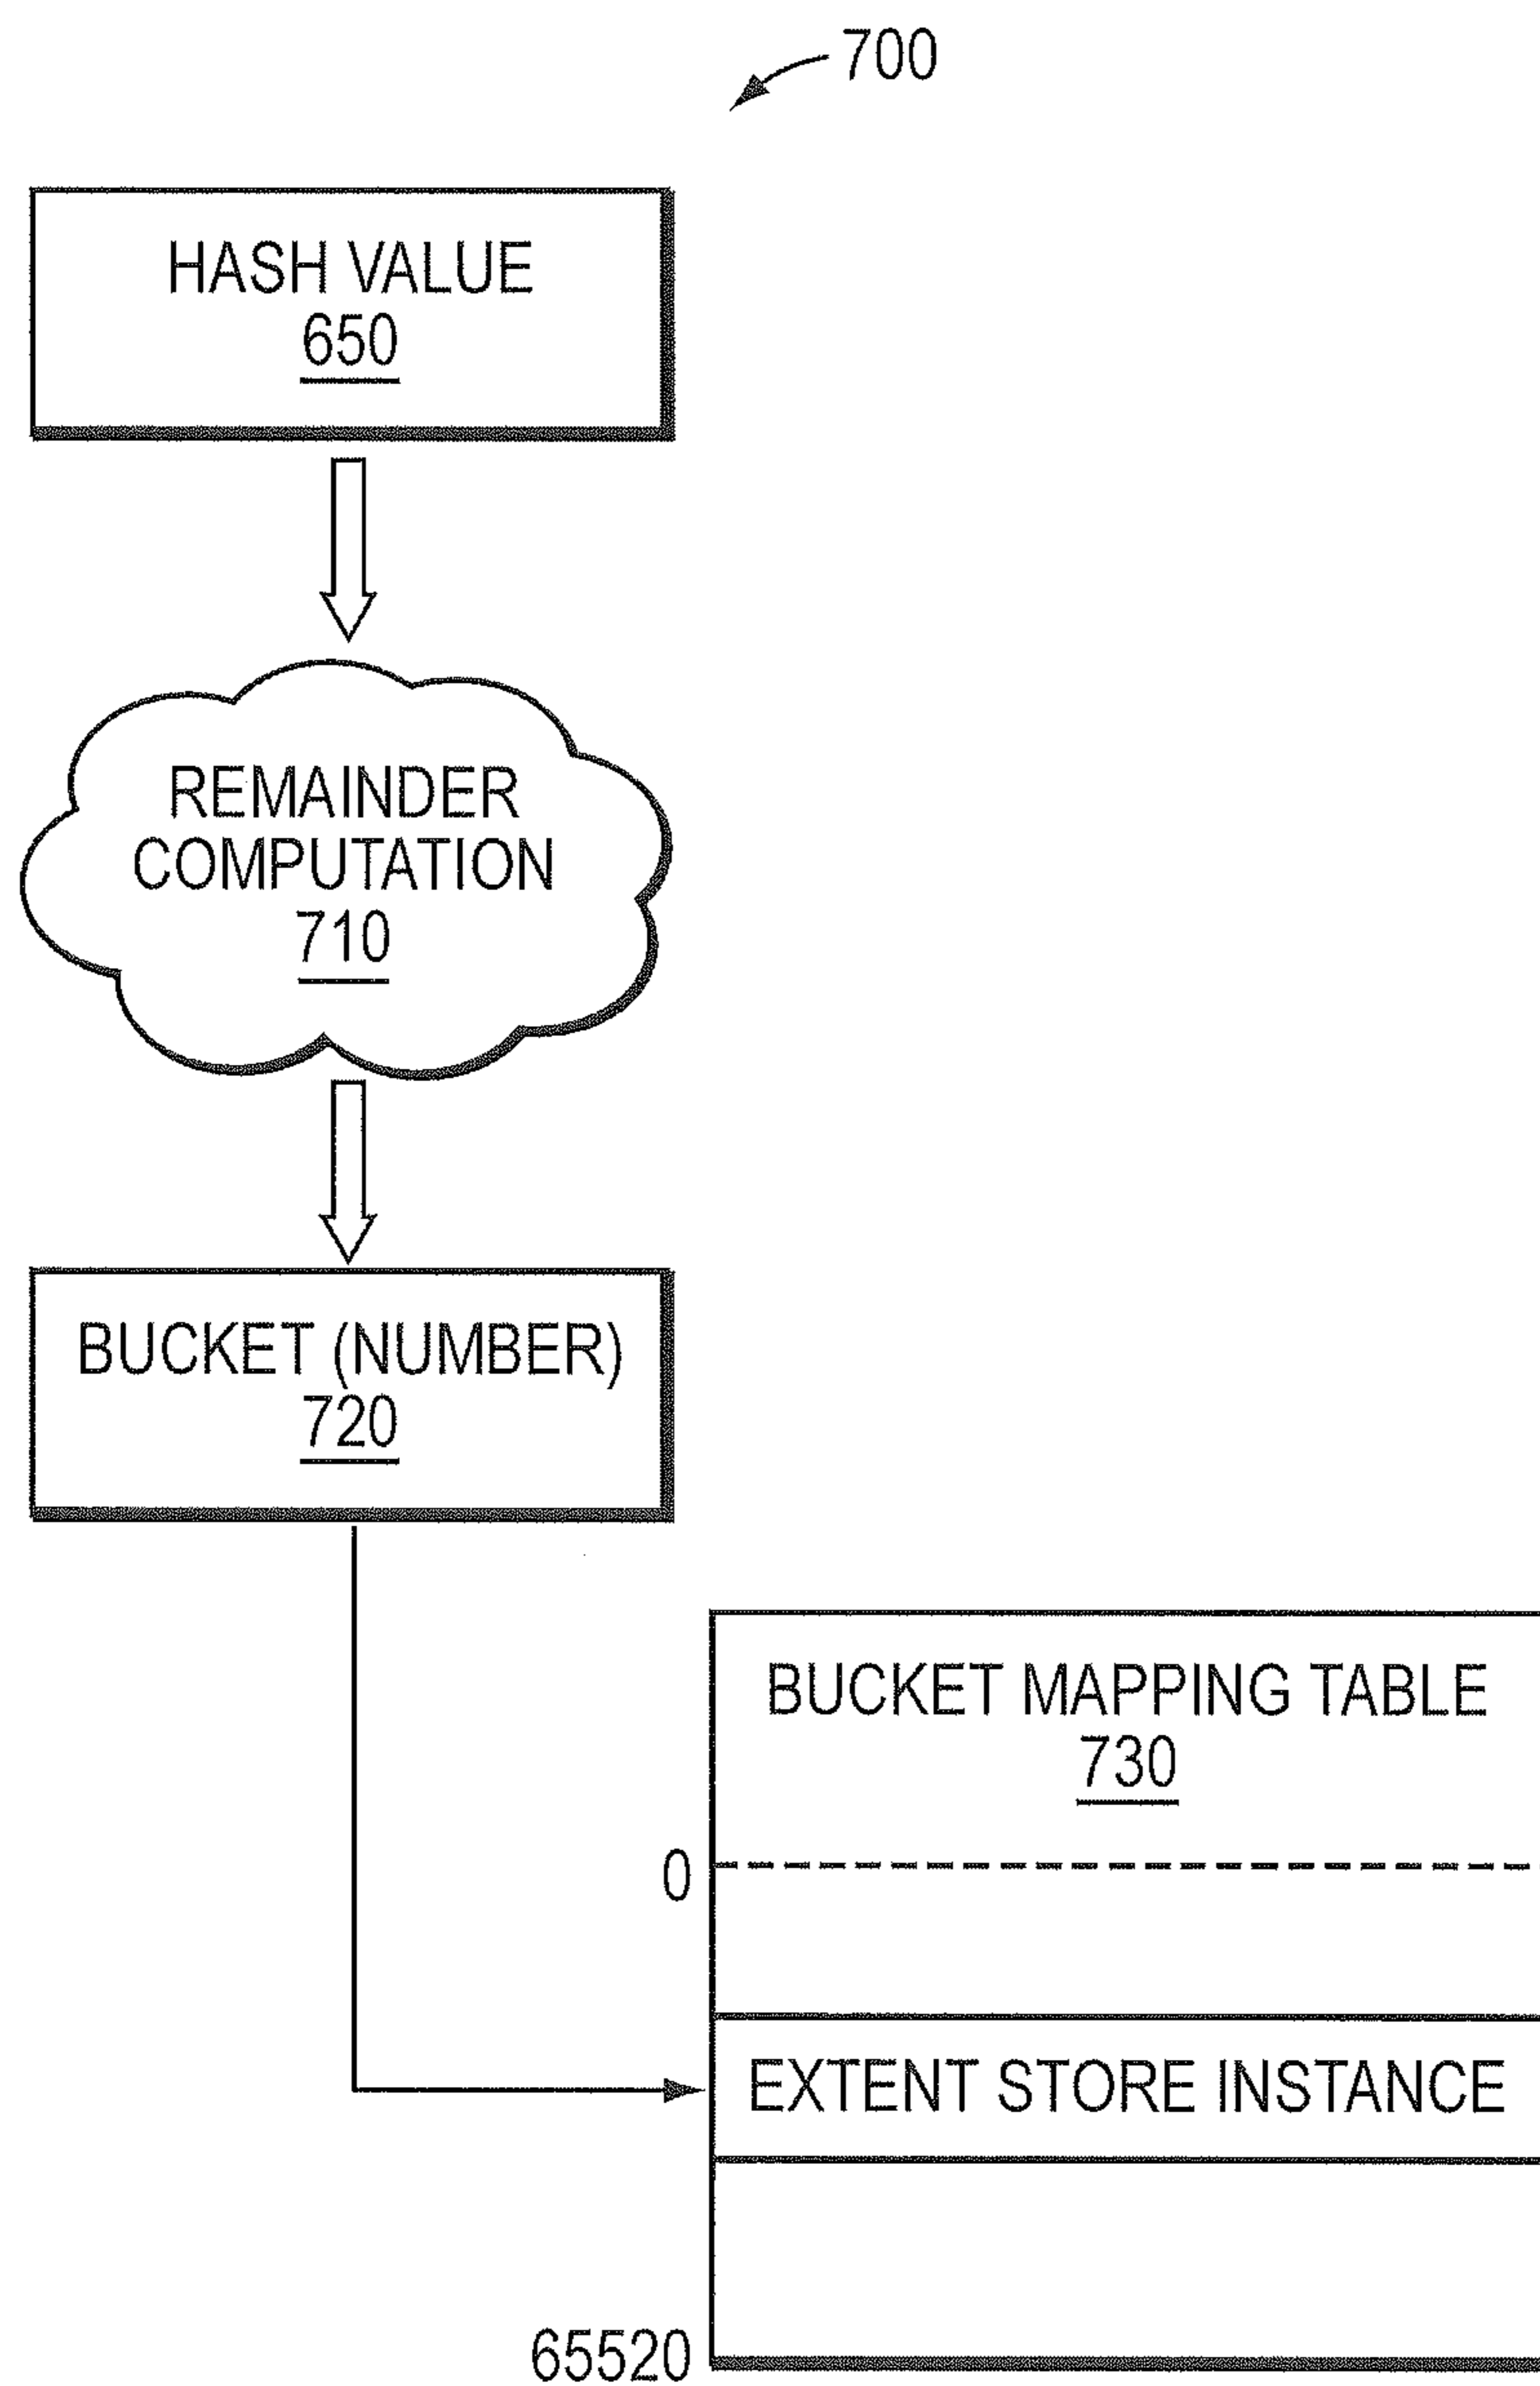 700
HASH VALUE
650
REMAINDER
COMPUTATION
710
BUCKET (NUMBER)
720
BUCKET MAPPING TABLE
730
0
EXTENT STORE INSTANCE
65520